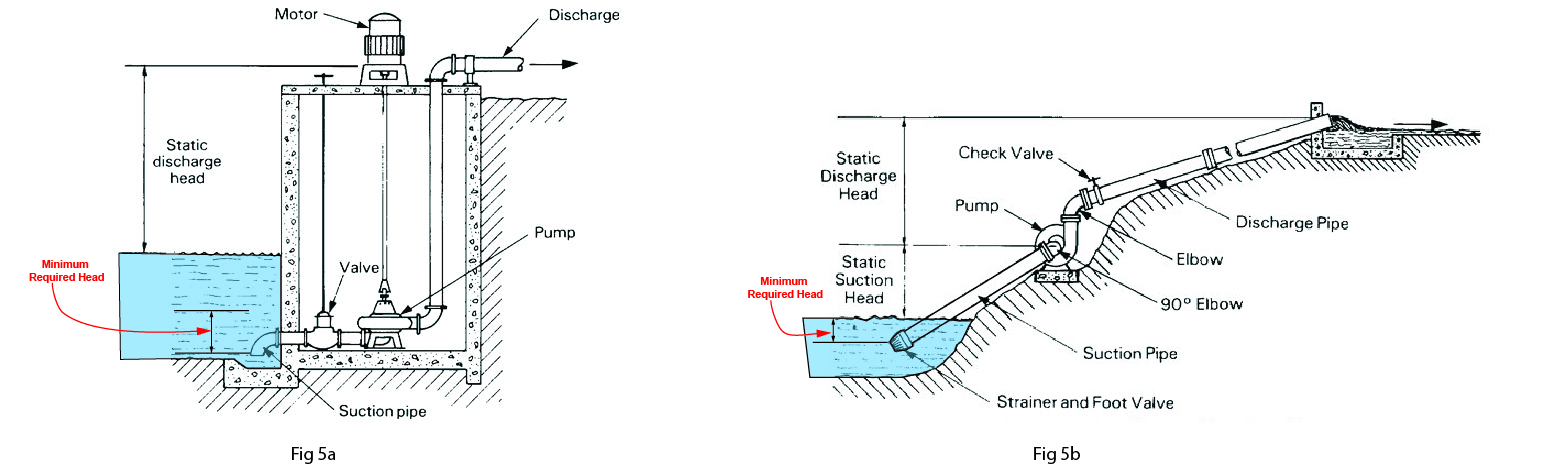 Motor
Discharge
Static
discharge
head
Pump
Minimum
Required Head
Valve
Suction pipe
Fig 5a
Static
Discharge
Head
Check Valve
Pump
Discharge Pipe
Elbow
Static
Suction
Head
90° Elbow
Minimum
Required Head
Suction Pipe
Strainer and Foot Valve
Fig 5b